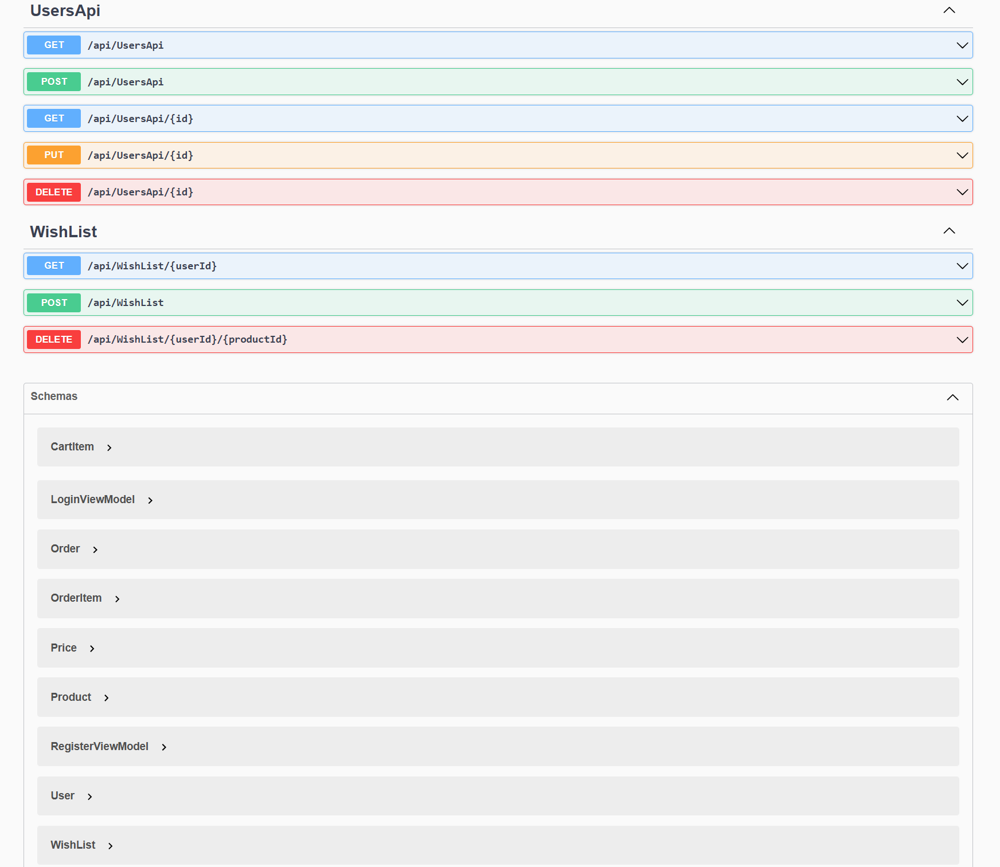 UsersApi
GET /api/UsersApi
POST /api/UsersApi
GET /api/UsersApi/{id}
PUT /api/UsersApi/{id}
DELETE /api/UsersApi/{id}
WishList
GET /api/WishList/{userId}
POST /api/WishList
DELETE /api/WishList/{userId}/{productId}
Schemas
CartItem
LoginViewModel
Order
OrderItem
Price
Product
RegisterViewModel
User
WishList